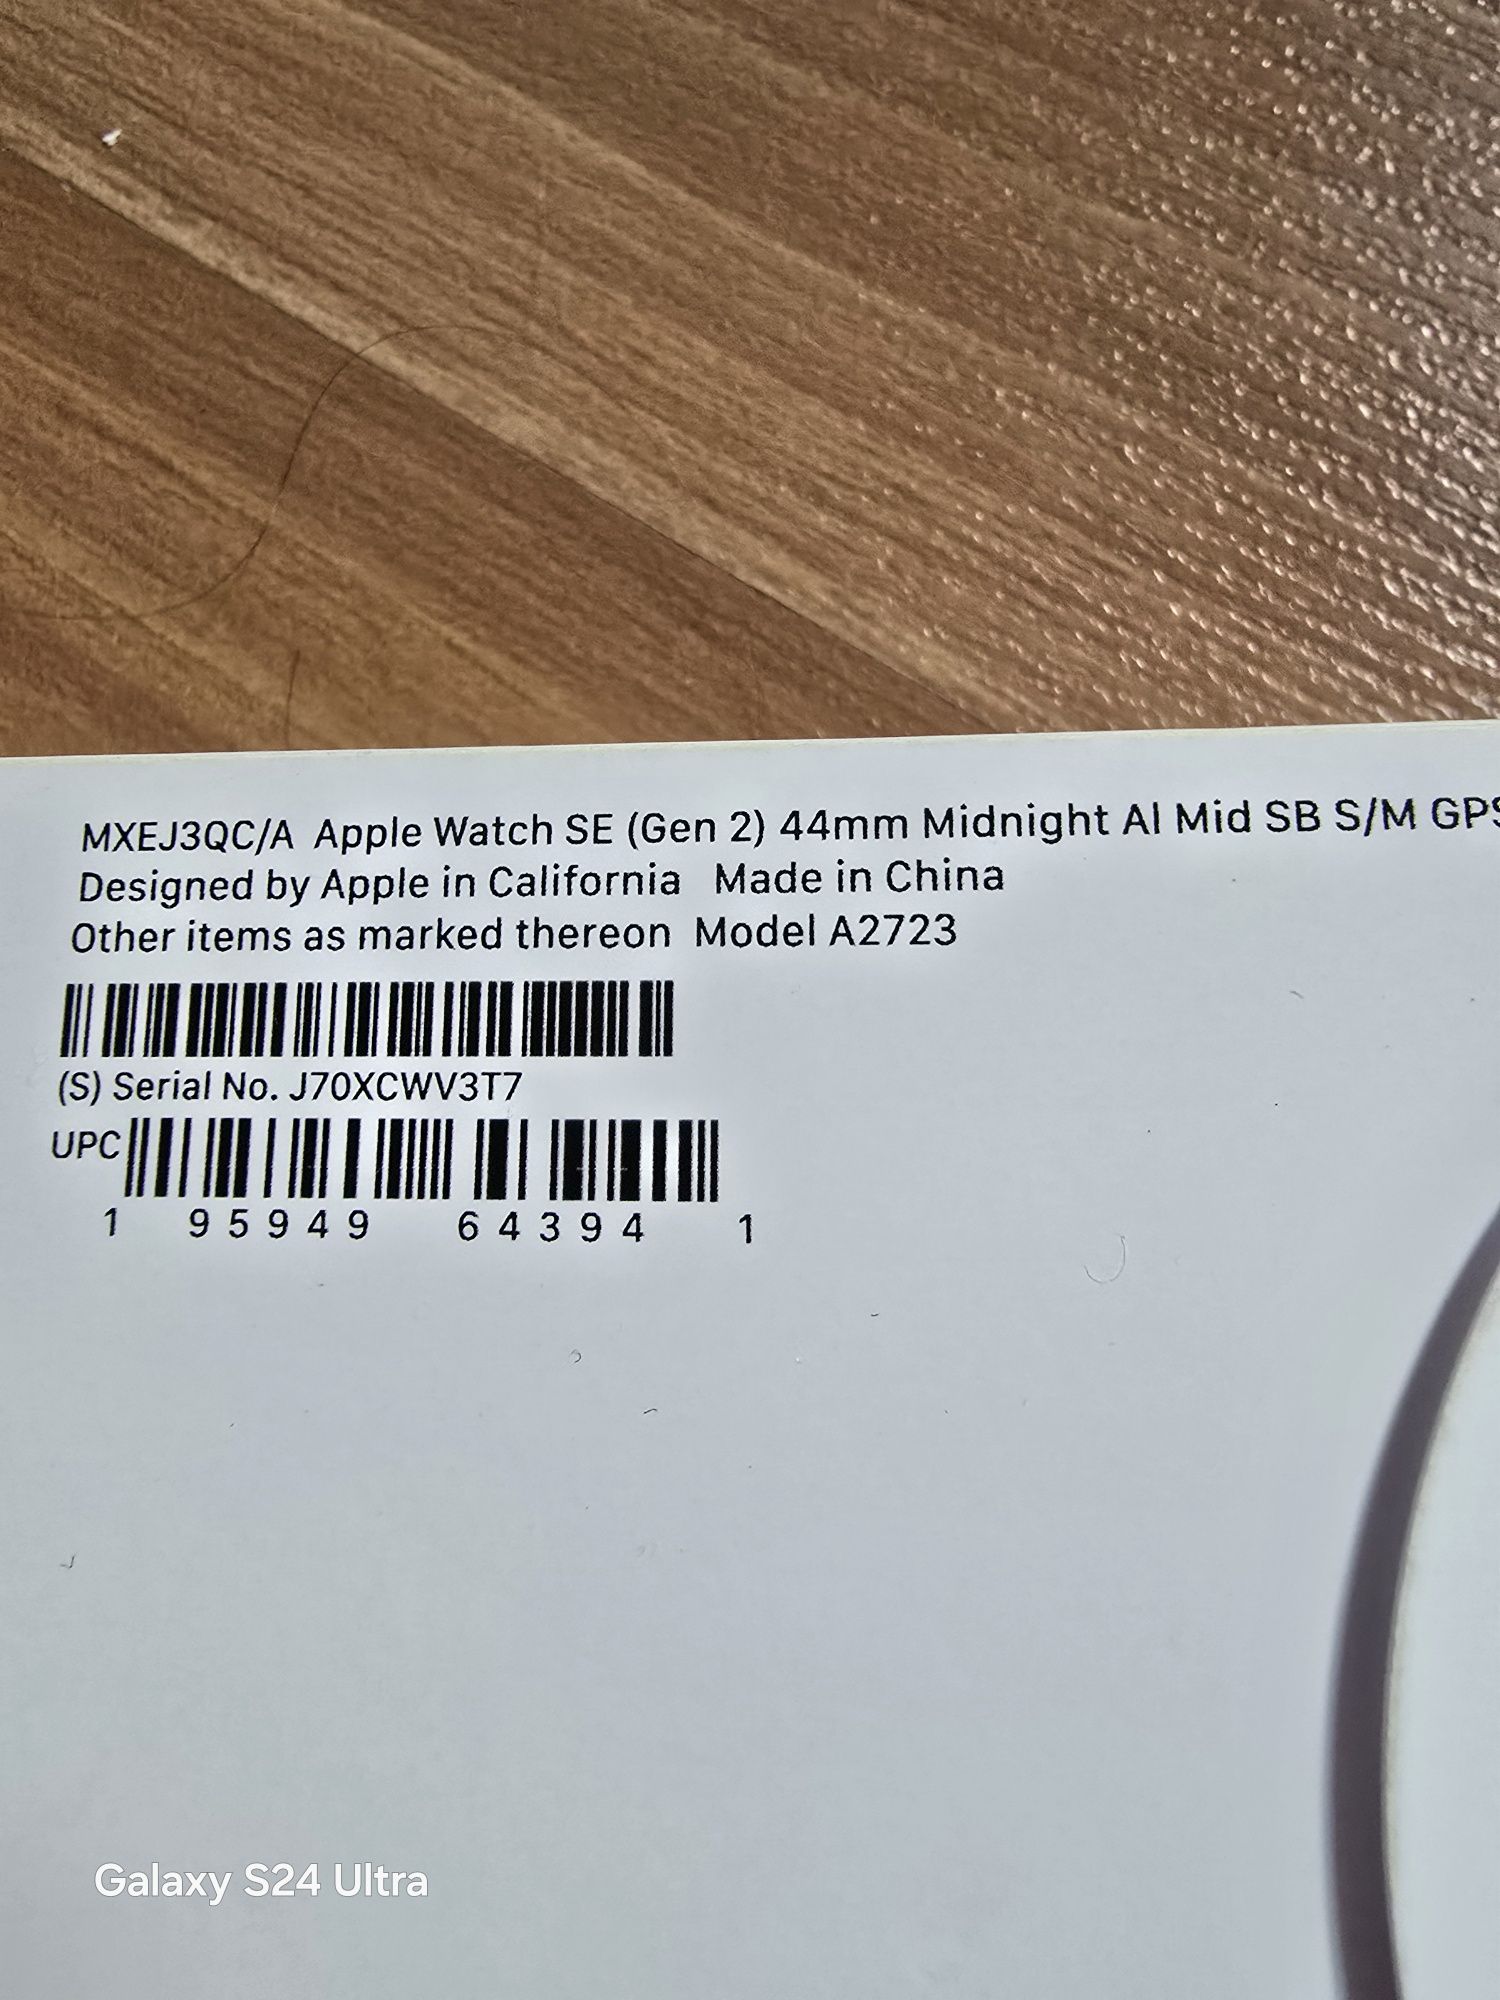 MXEJ3QC/A Apple Watch SE (Gen 2) 44mm Midnight Al Mid SB S/M GPS
Designed by Apple in California Made in China
Other items as marked thereon Model A2723
(S) Serial No. J70XCWV3T7
UPC
1 95949 64394 1
Galaxy S24 Ultra